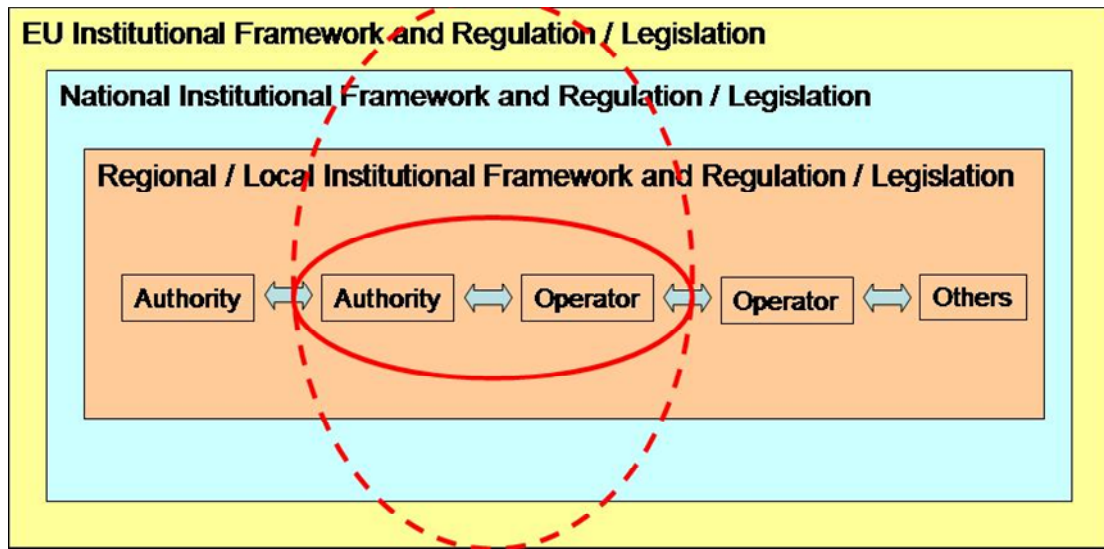 EU Institutional Framework and Regulation / Legislation
National Institutional Framework and Regulation / Legislation
Regional / Local Institutional Framework and Regulation / Legislation
Authority
Authority
Operator
Operator
Others